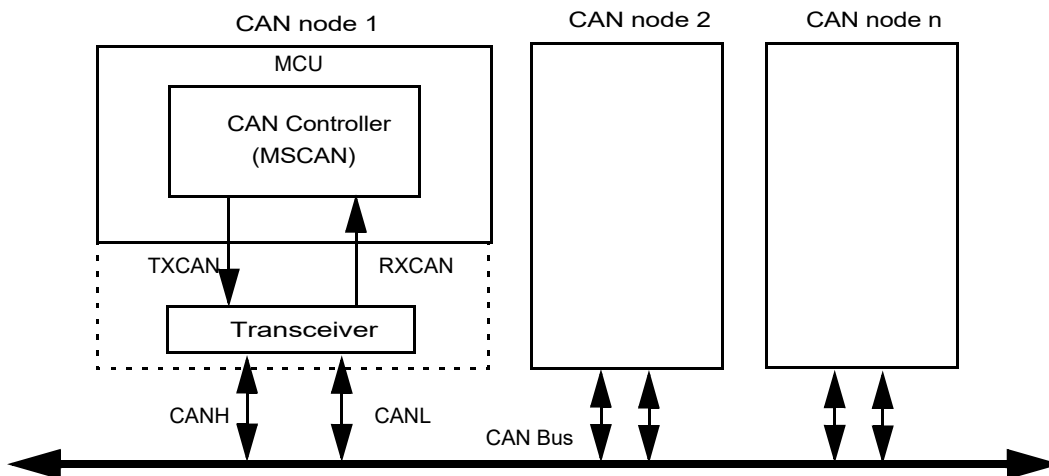 CAN node 1
CAN node 2
CAN node n
MCU
CAN Controller
(MSCAN)
TXCAN
RXCAN
Transceiver
CANH
CANL
CAN Bus